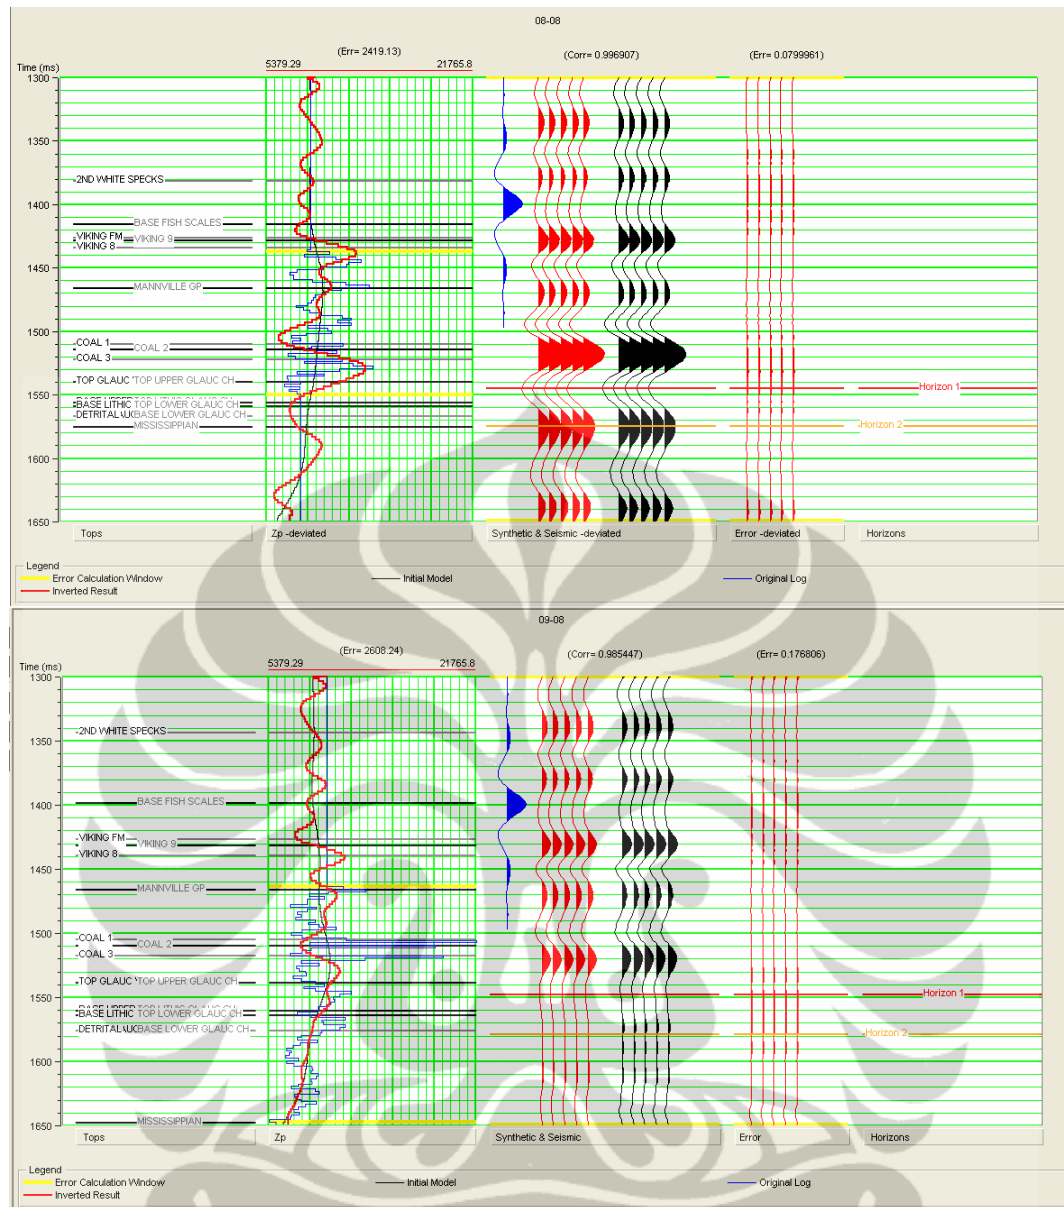 08-08
(Err= 2419.13) (Corr= 0.996907) (Err= 0.0799961)
Time (ms) 5379.29 21765.8
1300
1350
2ND WHITE SPECKS
1400
BASE FISH SCALES
VIKING FM VIKING 9
VIKING 8
1450
MANNVILLE GP
1500
COAL 1
COAL 2
COAL 3
TOP GLAUC TOP UPPER GLAUC CH
Horizon 1
1550
BASE LITHIC TOP LOWER GLAUC CH
DETRITAL BASE LOWER GLAUC CH
MISSISSIPPIAN Horizon 2
1600
1650
Tops Zp -deviated Synthetic & Seismic -deviated Error -deviated Horizons
Legend
Error Calculation Window Initial Model Original Log
Inverted Result
09-08
(Err= 2608.24) (Corr= 0.985447) (Err= 0.176806)
Time (ms) 5379.29 21765.8
1300
2ND WHITE SPECKS
1350
BASE FISH SCALES
1400
VIKING FM
VIKING 9
VIKING 8
1450
MANNVILLE GP
1500
COAL 1
COAL 2
COAL 3
TOP GLAUC TOP UPPER GLAUC CH
Horizon 1
1550
BASE LITHIC TOP LOWER GLAUC CH
DETRITAL BASE LOWER GLAUC CH
Horizon 2
1600
MISSISSIPPIAN
1650
Tops Zp Synthetic & Seismic Error Horizons
Legend
Error Calculation Window Initial Model Original Log
Inverted Result